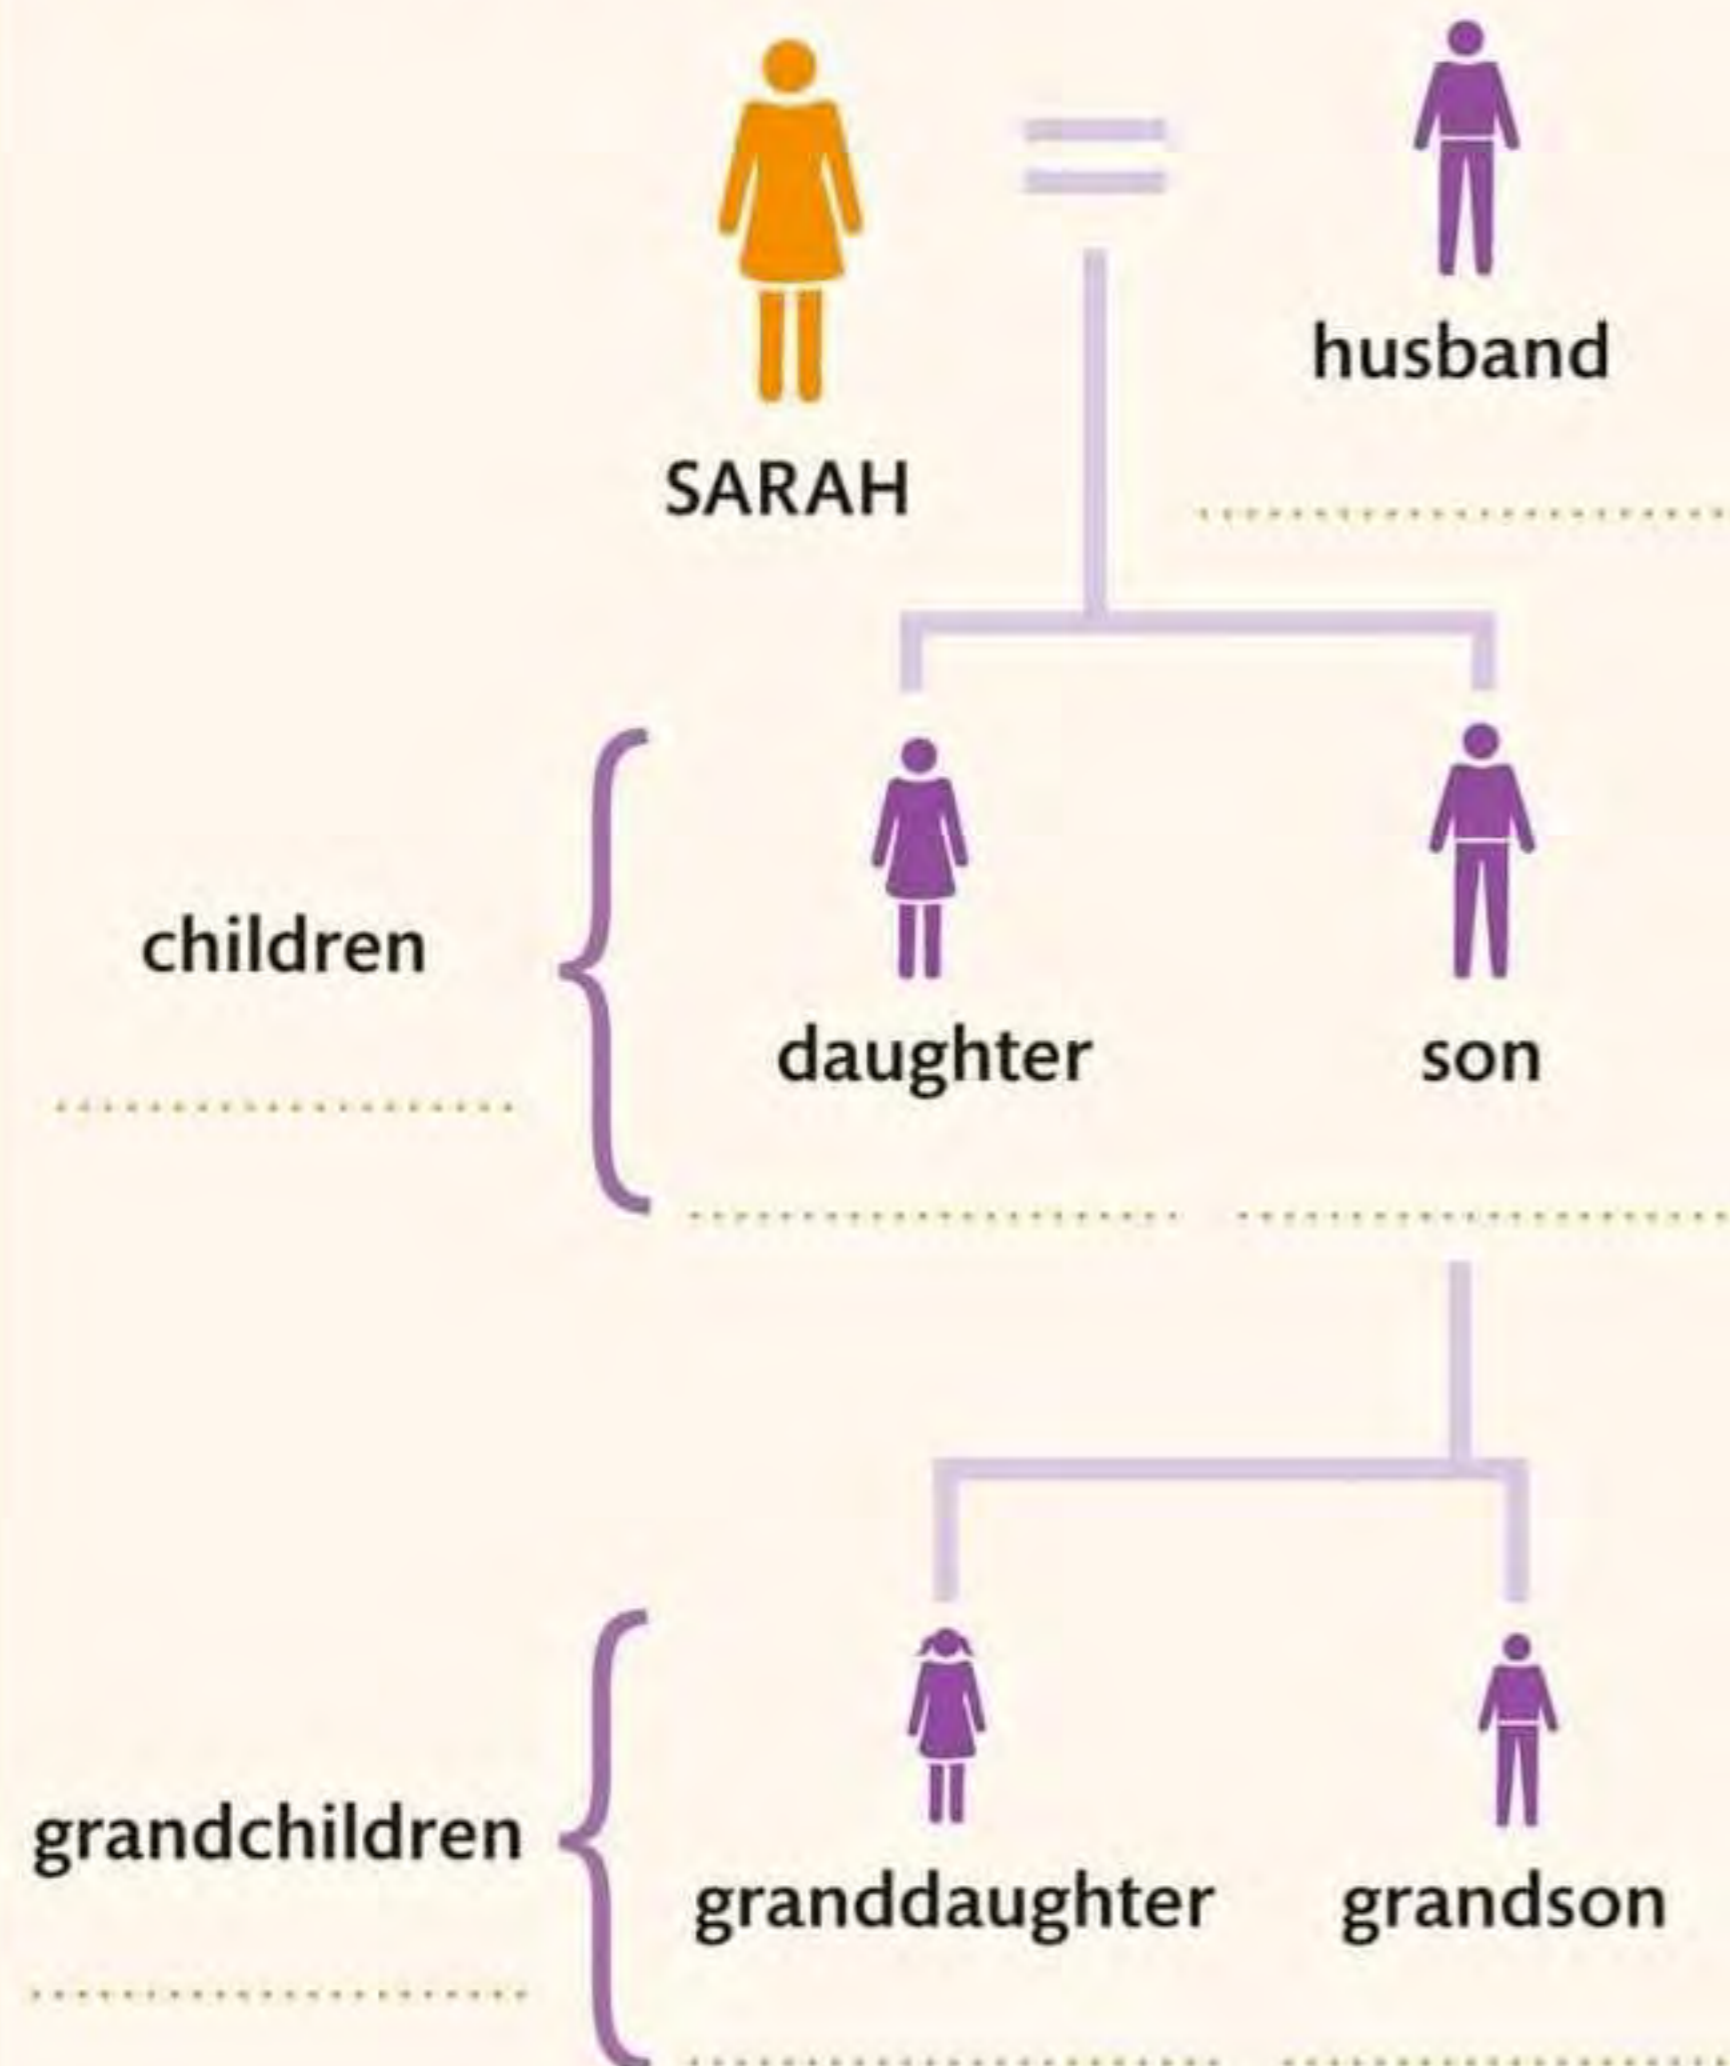 husband
SARAH
children
daughter
son
grandchildren
granddaughter
grandson